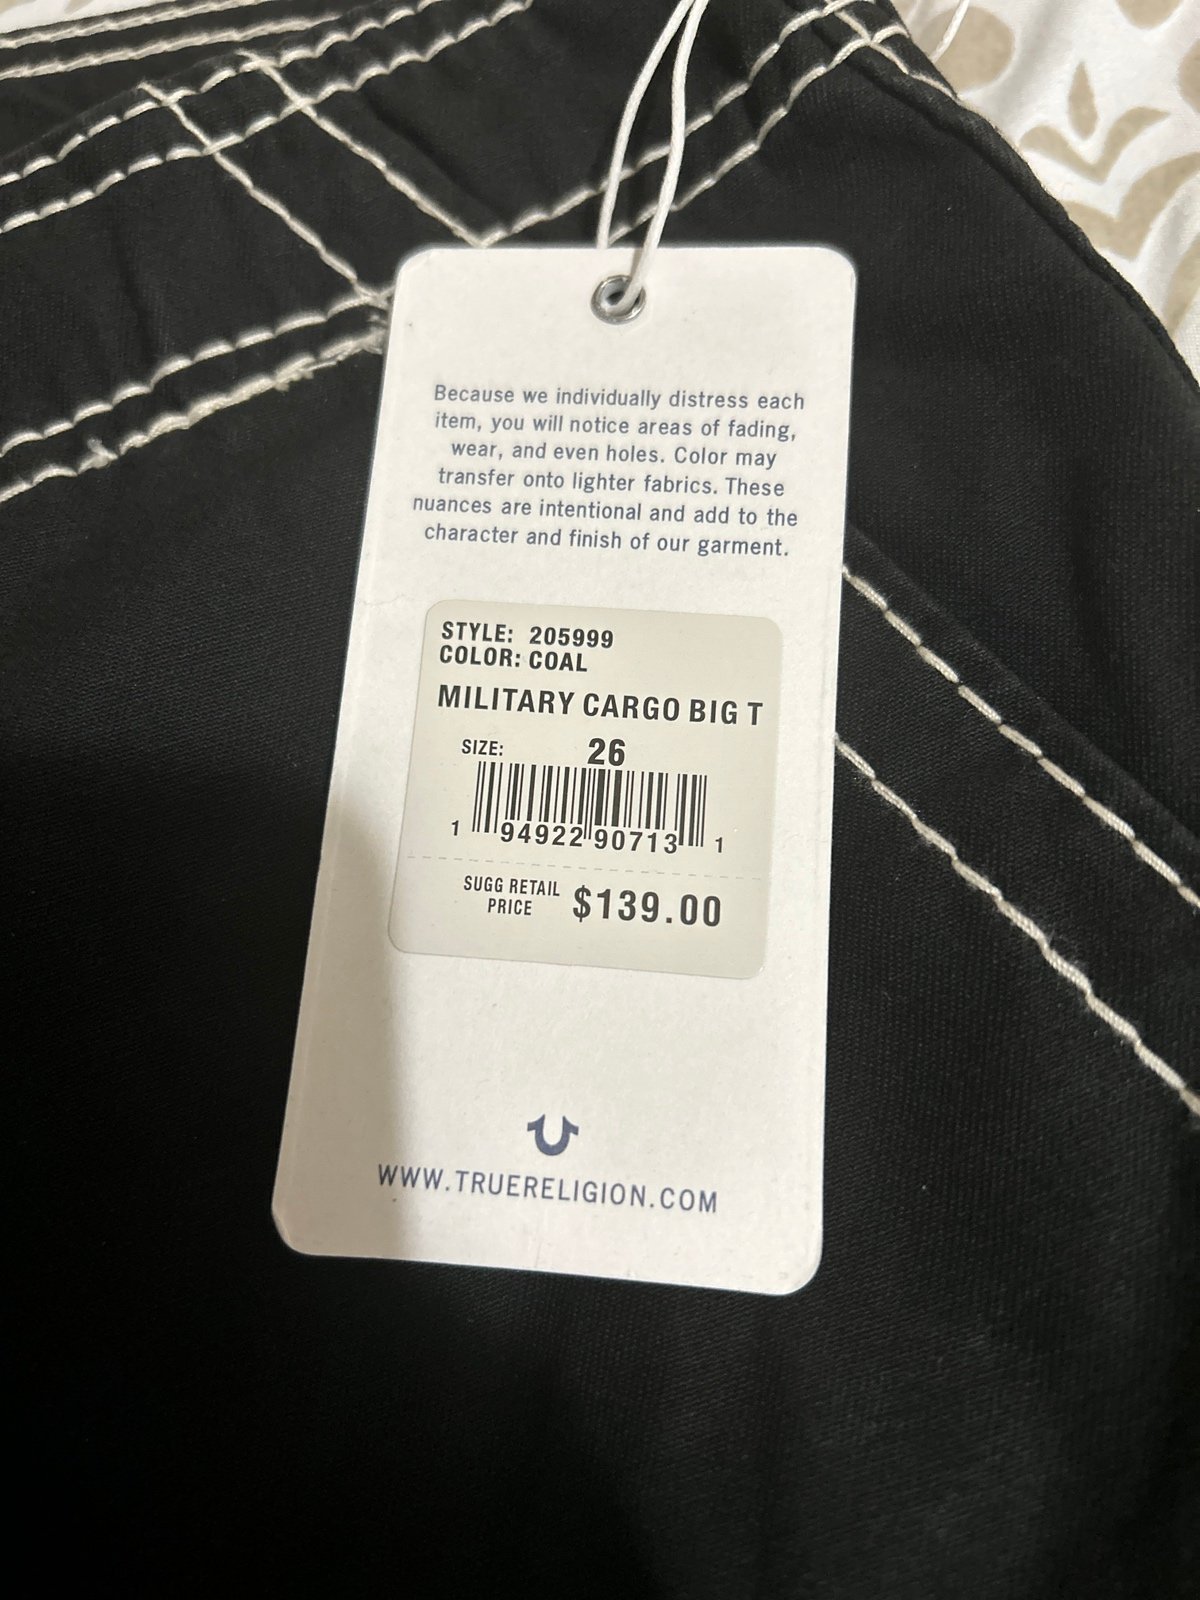 Because we individually distress each
item, you will notice areas of fading,
wear, and even holes. Color may
transfer onto lighter fabrics. These
nuances are intentional and add to the
character and finish of our garment.
STYLE: 205999
COLOR: COAL
MILITARY CARGO BIG T
SIZE: 26
1 94922 90713 1
SUGG RETAIL
PRICE $139.00
WWW.TRUERELIGION.COM